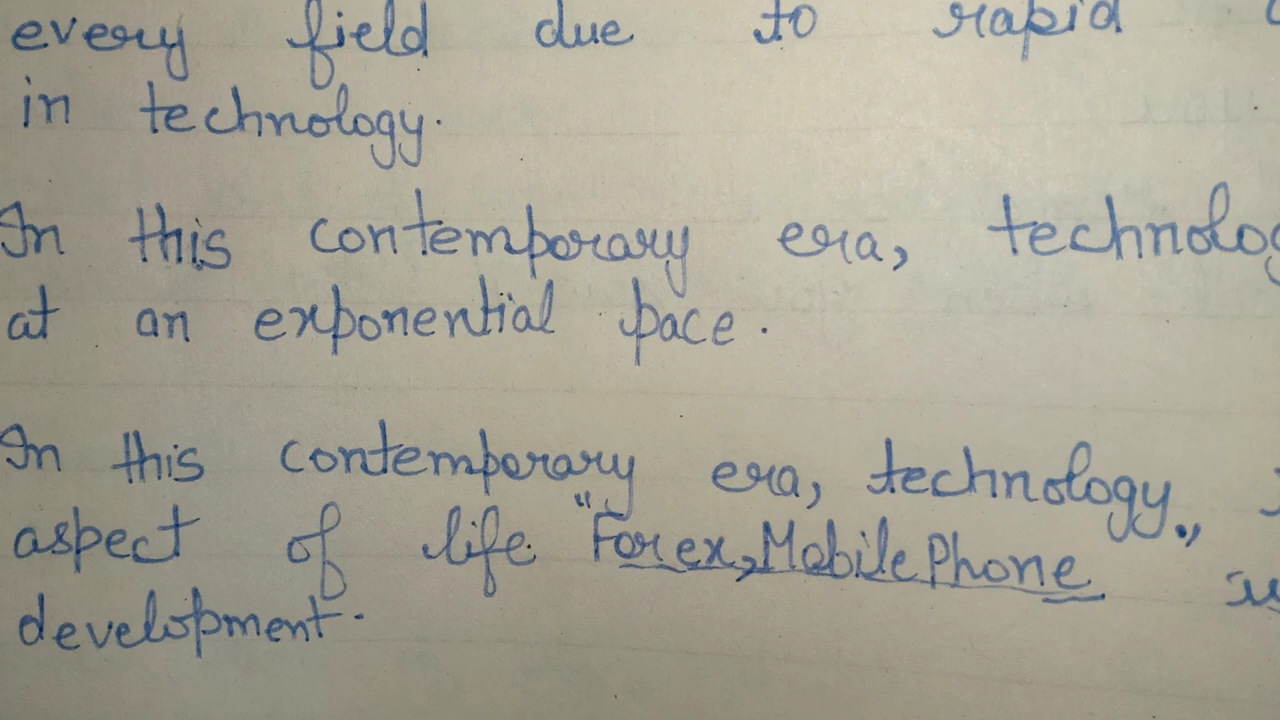 every field due to rapid
in technology.
In this contemporary era, technolog
at an exponential pace.
In this contemporary era, technology.,
aspect of life "For ex, Mobile Phone
development.